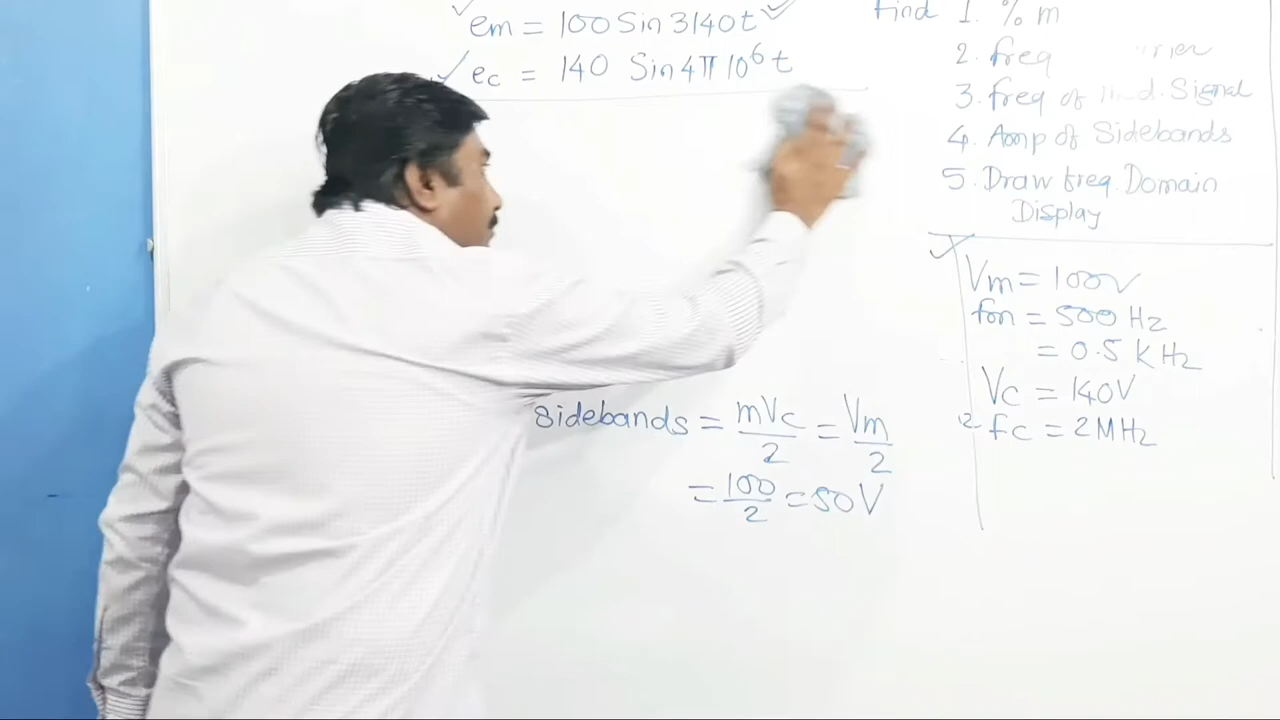 em = 100 Sin 3140t
ec = 140 Sin 4π 10⁶ t
find 1. % m
2. freq
3. freq of Signal
4. Amp of Sidebands
5. Draw freq. Domain
Display
Sidebands = mVc/2 = Vm/2
= 100/2 = 50V
Vm = 100V
fm = 500 Hz
= 0.5 KHz
Vc = 140V
fc = 2MHz